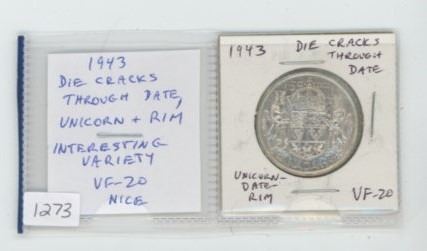 1943
DIE CRACKS
THROUGH DATE,
UNICORN + RIM
INTERESTING
VARIETY
VF-20
NICE
1273
1943 DIE CRACKS
THROUGH
DATE
UNICORN-
DATE-
RIM
VF-20